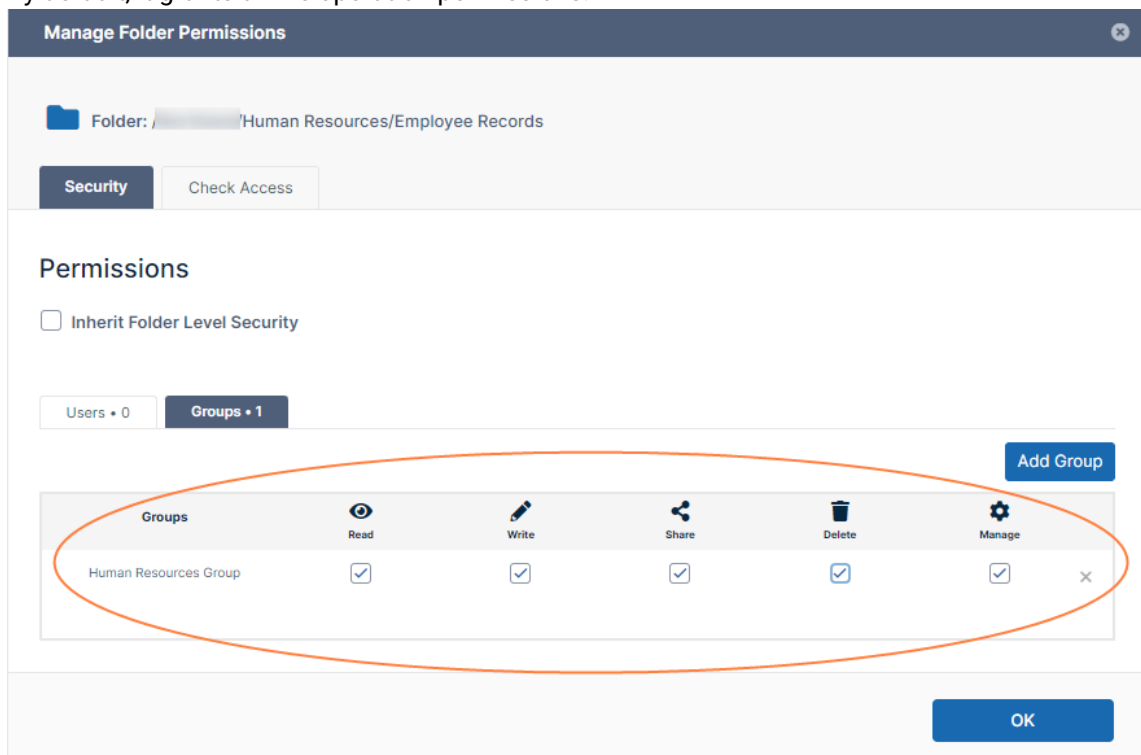 Manage Folder Permissions
Folder: / /Human Resources/Employee Records
Security Check Access
Permissions
Inherit Folder Level Security
Users • 0 Groups • 1
Add Group
Groups Read Write Share Delete Manage
Human Resources Group
OK